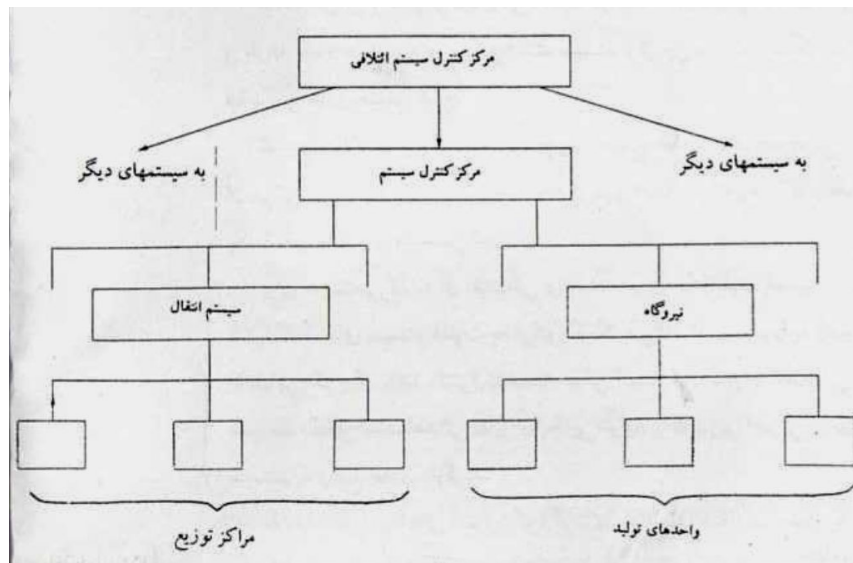 مرکز کنترل سیستم ائتلافی
به سیستمهای دیگر
به سیستمهای دیگر
مرکز کنترل سیستم
نیروگاه
سیستم انتقال
واحدهای تولید
مراکز توزیع